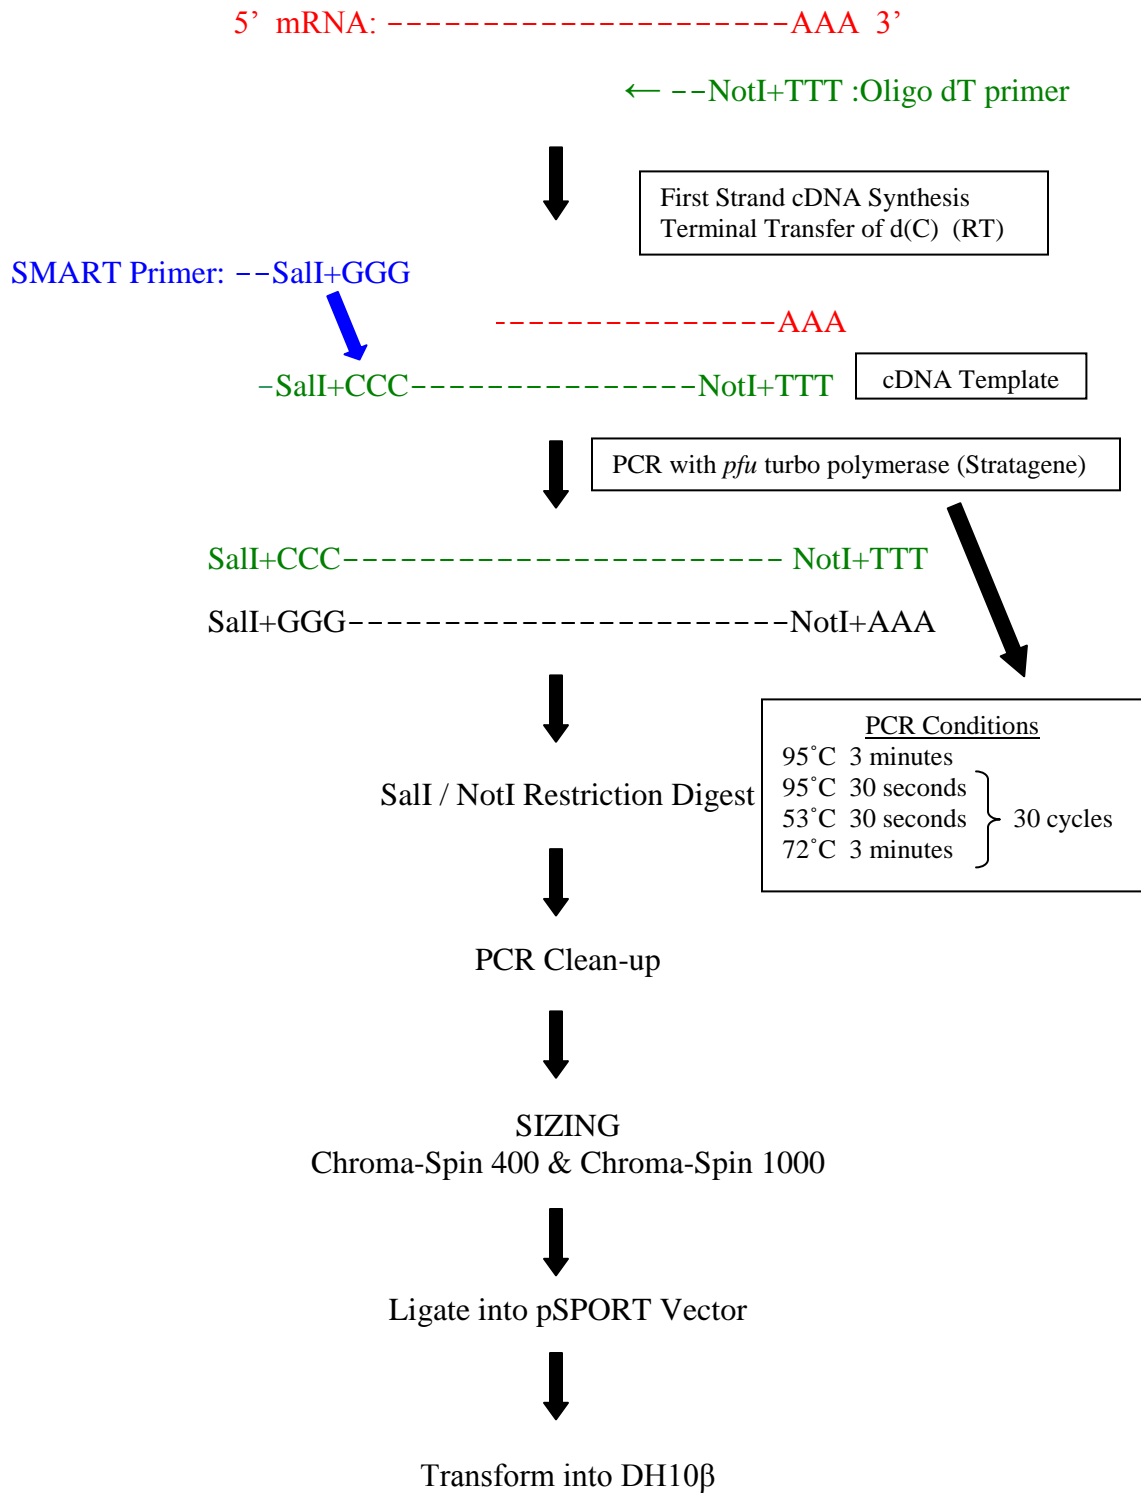 5’ mRNA: --------------------AAA 3’
← --NotI+TTT :Oligo dT primer
First Strand cDNA Synthesis
Terminal Transfer of d(C) (RT)
SMART Primer: --SalI+GGG
---------------AAA
-SalI+CCC---------------NotI+TTT
cDNA Template
PCR with pfu turbo polymerase (Stratagene)
SalI+CCC---------------------- NotI+TTT
SalI+GGG----------------------NotI+AAA
PCR Conditions
95˚C 3 minutes
95˚C 30 seconds
53˚C 30 seconds
30 cycles
72˚C 3 minutes
SalI / NotI Restriction Digest
PCR Clean-up
SIZING
Chroma-Spin 400 & Chroma-Spin 1000
Ligate into pSPORT Vector
Transform into DH10β